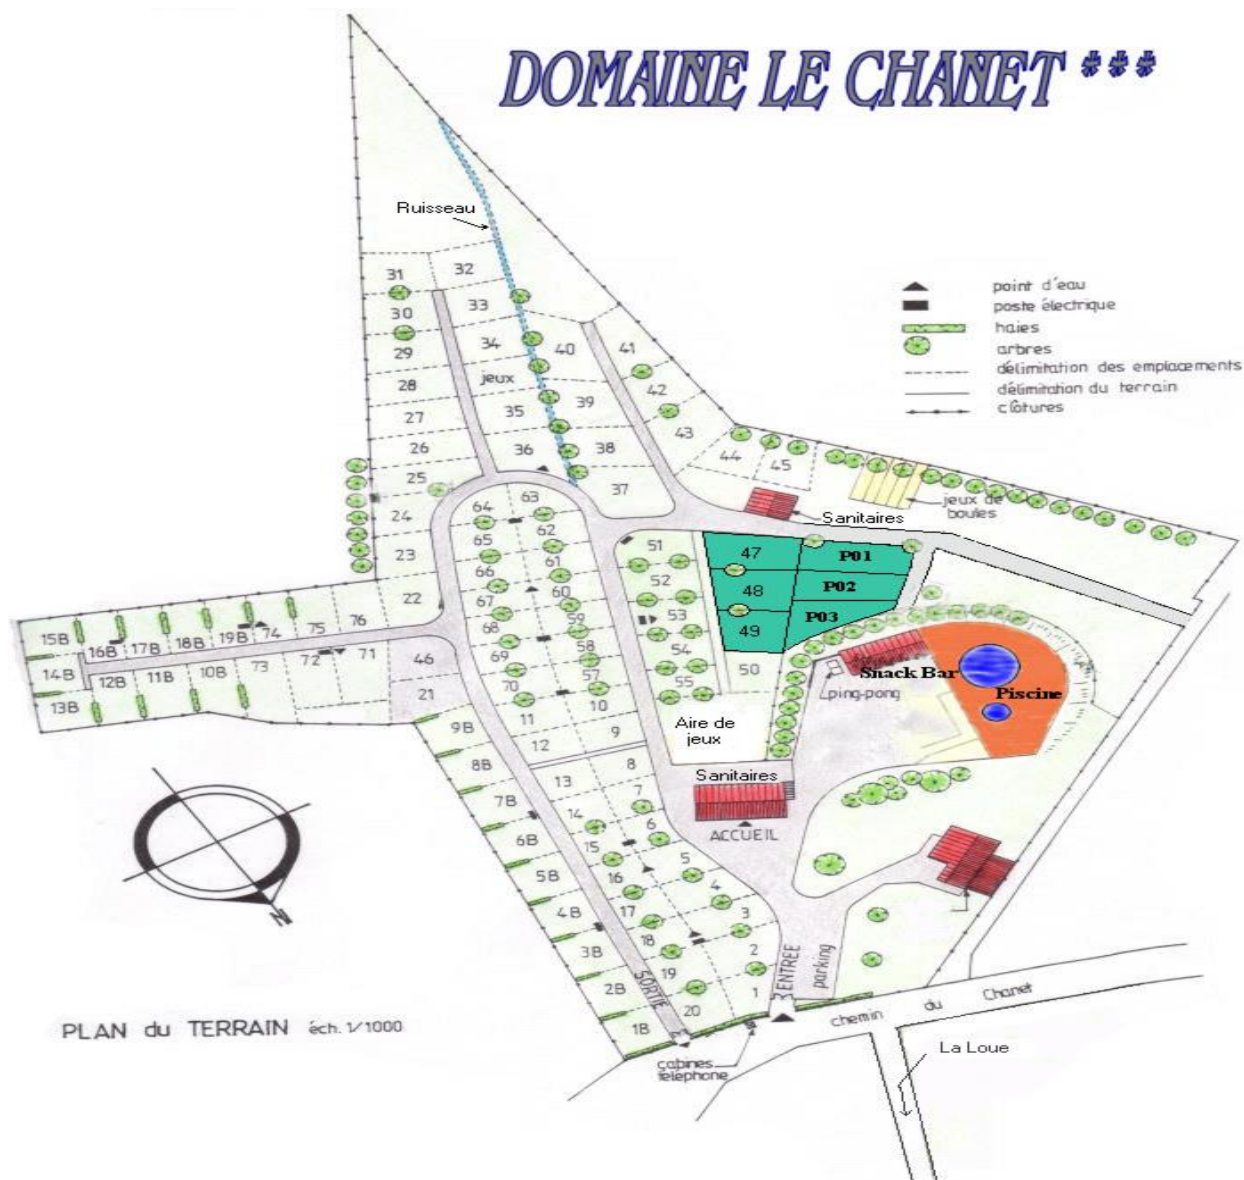 DOMAINE LE CHANET ***
Ruisseau
point d'eau
poste électrique
haies
arbres
délimitation des emplacements
délimitation du terrain
clôtures
31
32
30
33
29
34
40
41
28
jeux
42
27
35
39
43
26
36
38
44
45
25
37
jeux de
boules
Sanitaires
24
64
63
23
65
62
51
47
P01
66
61
52
48
P02
22
67
60
53
49
P03
68
59
54
50
69
58
55
70
57
15B
16B
17B
18B
19B
74
75
76
14B
12B
11B
10B
73
72
71
46
13B
21
Snack Bar
Piscine
ping-pong
Aire de
jeux
9B
11
10
8B
12
9
7B
13
8
6B
14
7
5B
15
6
4B
16
5
3B
17
4
2B
18
3
1B
19
2
20
1
Sanitaires
ACCUEIL
SORTIE
ENTREE
parking
N
PLAN du TERRAIN éch. 1/1000
cabines
téléphone
chemin du Chanet
La Loue